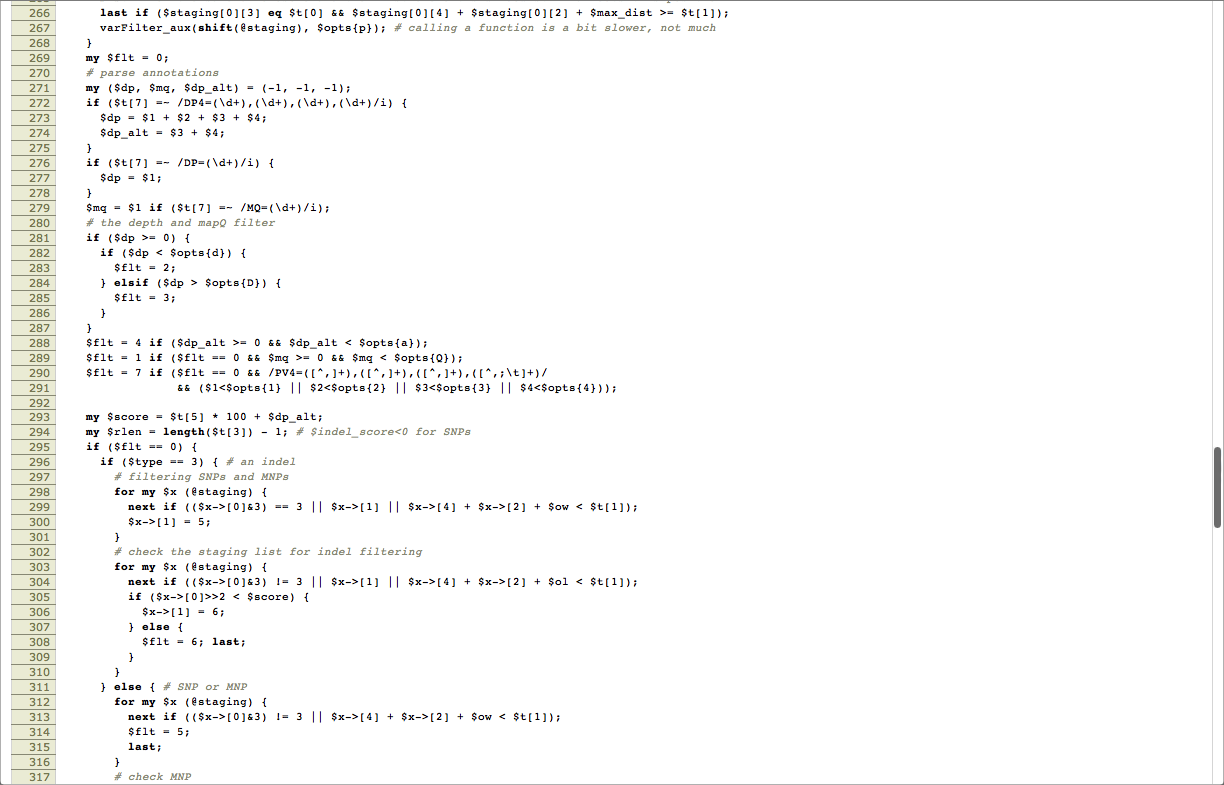 266 last if ($staging[0][3] eq $t[0] && $staging[0][4] + $staging[0][2] + $max_dist >= $t[1]);
267 varFilter_aux(shift(@staging), $opts{p}); # calling a function is a bit slower, not much
268 }
269 my $flt = 0;
270 # parse annotations
271 my ($dp, $mq, $dp_alt) = (-1, -1, -1);
272 if ($t[7] =~ /DP4=(\d+),(\d+),(\d+),(\d+)/i) {
273 $dp = $1 + $2 + $3 + $4;
274 $dp_alt = $3 + $4;
275 }
276 if ($t[7] =~ /DP=(\d+)/i) {
277 $dp = $1;
278 }
279 $mq = $1 if ($t[7] =~ /MQ=(\d+)/i);
280 # the depth and mapQ filter
281 if ($dp >= 0) {
282 if ($dp < $opts{d}) {
283 $flt = 2;
284 } elsif ($dp > $opts{D}) {
285 $flt = 3;
286 }
287 }
288 $flt = 4 if ($dp_alt >= 0 && $dp_alt < $opts{a});
289 $flt = 1 if ($flt == 0 && $mq >= 0 && $mq < $opts{Q});
290 $flt = 7 if ($flt == 0 && /PV4=([^,]+),([^,]+),([^,]+),([^,;\t]+)/
291 && ($1<$opts{1} || $2<$opts{2} || $3<$opts{3} || $4<$opts{4}));
292
293 my $score = $t[5] * 100 + $dp_alt;
294 my $rlen = length($t[3]) - 1; # $indel_score<0 for SNPs
295 if ($flt == 0) {
296 if ($type == 3) { # an indel
297 # filtering SNPs and MNPs
298 for my $x (@staging) {
299 next if (($x->[0]&3) == 3 || $x->[1] || $x->[4] + $x->[2] + $ow < $t[1]);
300 $x->[1] = 5;
301 }
302 # check the staging list for indel filtering
303 for my $x (@staging) {
304 next if (($x->[0]&3) != 3 || $x->[1] || $x->[4] + $x->[2] + $ol < $t[1]);
305 if ($x->[0]>>2 < $score) {
306 $x->[1] = 6;
307 } else {
308 $flt = 6; last;
309 }
310 }
311 } else { # SNP or MNP
312 for my $x (@staging) {
313 next if (($x->[0]&3) != 3 || $x->[4] + $x->[2] + $ow < $t[1]);
314 $flt = 5;
315 last;
316 }
317 # check MNP